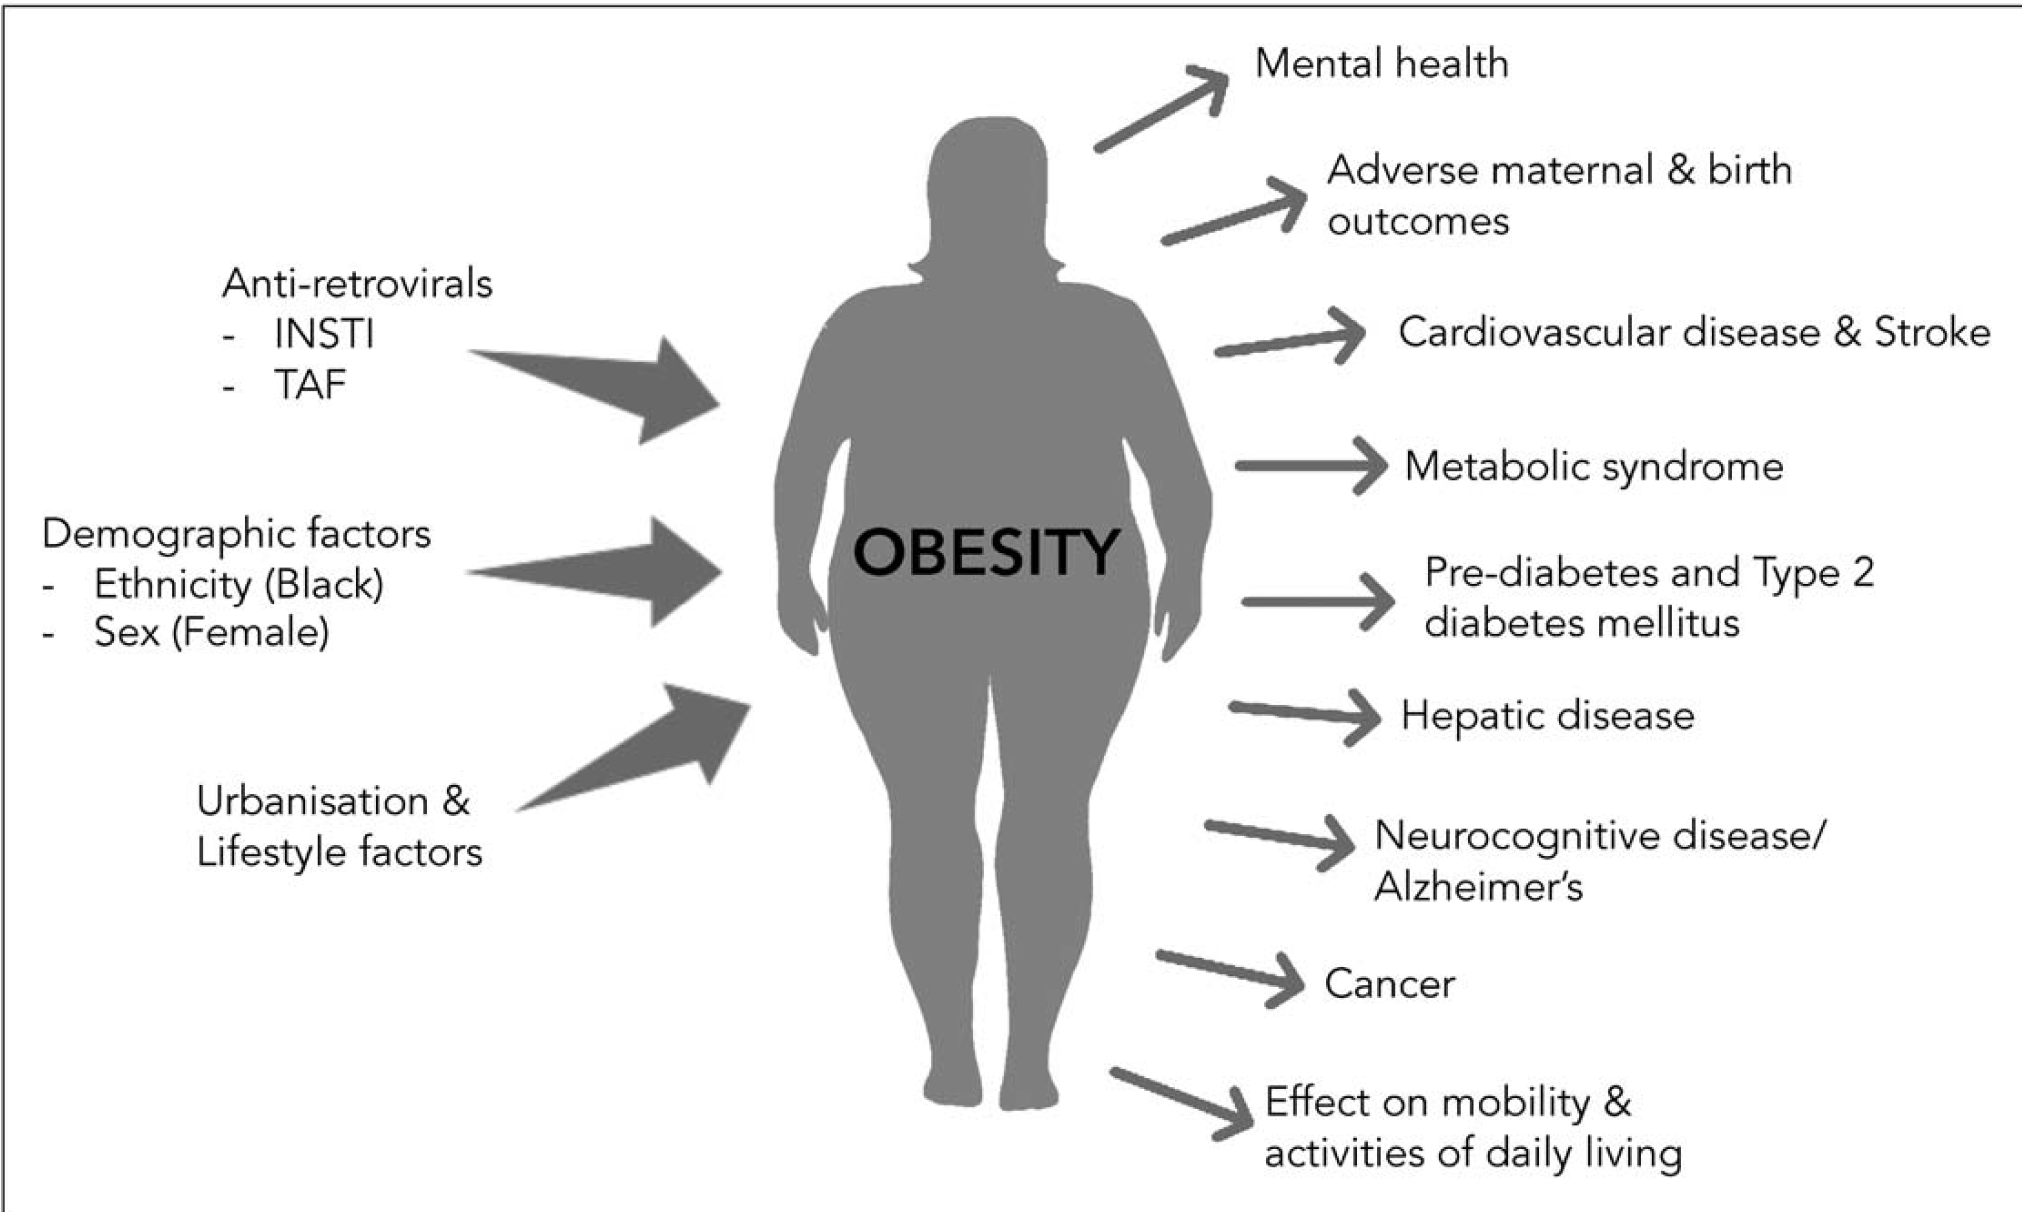 Anti-retrovirals
- INSTI
- TAF
Demographic factors
- Ethnicity (Black)
- Sex (Female)
Urbanisation &
Lifestyle factors
OBESITY
Mental health
Adverse maternal & birth
outcomes
Cardiovascular disease & Stroke
Metabolic syndrome
Pre-diabetes and Type 2
diabetes mellitus
Hepatic disease
Neurocognitive disease/
Alzheimer’s
Cancer
Effect on mobility &
activities of daily living